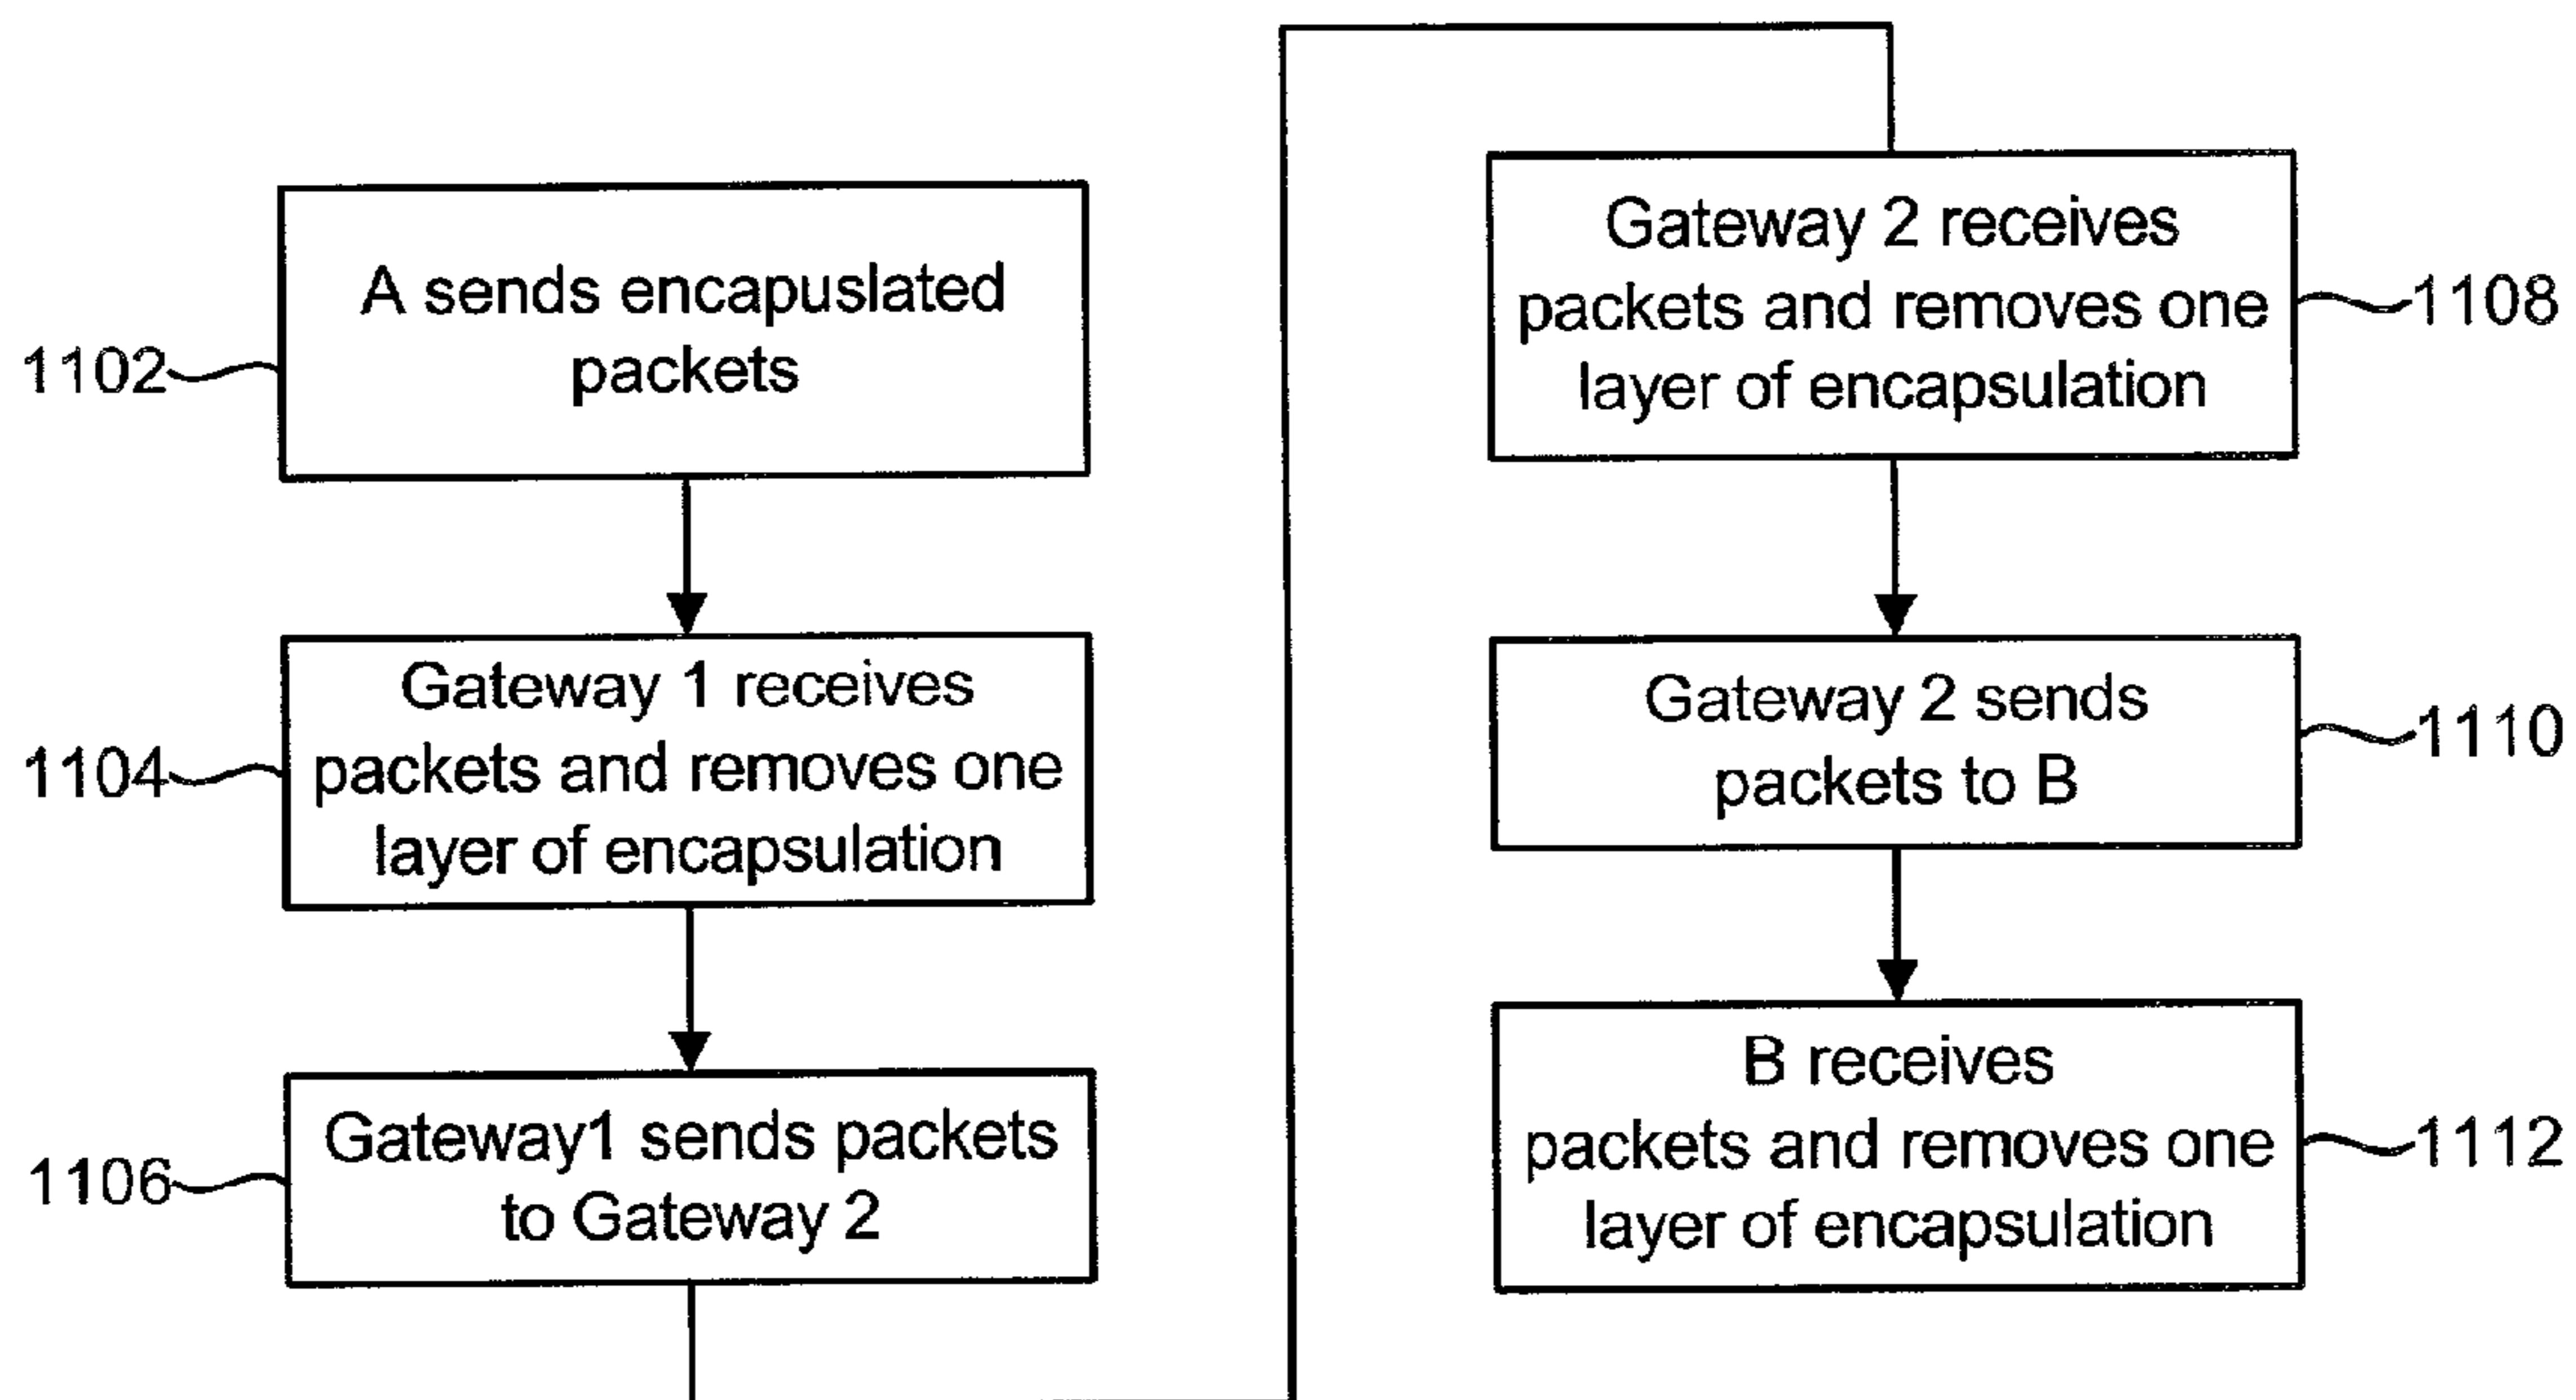 A sends encapuslated
packets
1102
Gateway 1 receives
packets and removes one
layer of encapsulation
1104
Gateway1 sends packets
to Gateway 2
1106
Gateway 2 receives
packets and removes one
layer of encapsulation
1108
Gateway 2 sends
packets to B
1110
B receives
packets and removes one
layer of encapsulation
1112